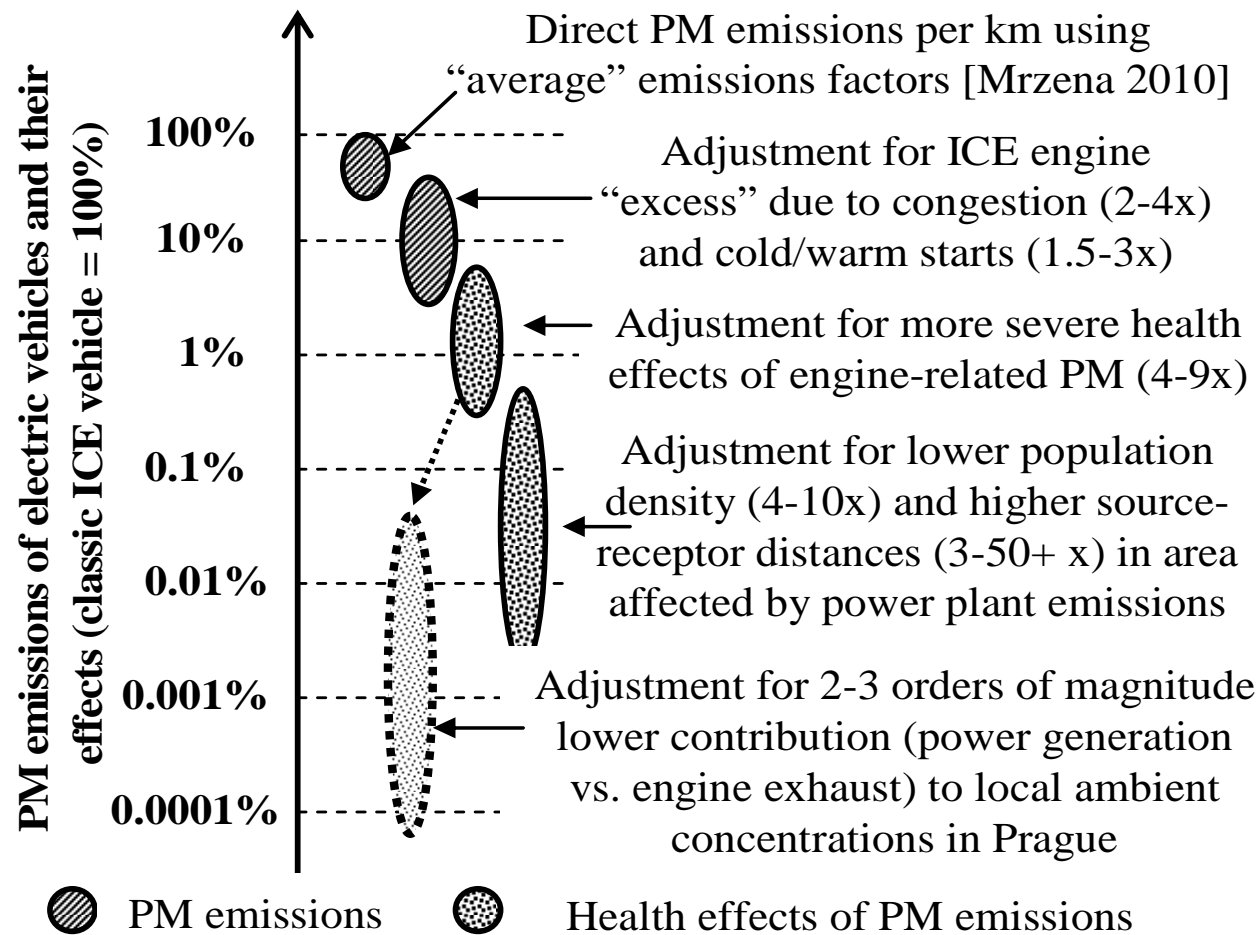 PM emissions of electric vehicles and their
effects (classic ICE vehicle = 100%)
100%
10%
1%
0.1%
0.01%
0.001%
0.0001%
Direct PM emissions per km using
“average” emissions factors [Mrzena 2010]
Adjustment for ICE engine
“excess” due to congestion (2-4x)
and cold/warm starts (1.5-3x)
Adjustment for more severe health
effects of engine-related PM (4-9x)
Adjustment for lower population
density (4-10x) and higher source-
receptor distances (3-50+ x) in area
affected by power plant emissions
Adjustment for 2-3 orders of magnitude
lower contribution (power generation
vs. engine exhaust) to local ambient
concentrations in Prague
PM emissions
Health effects of PM emissions